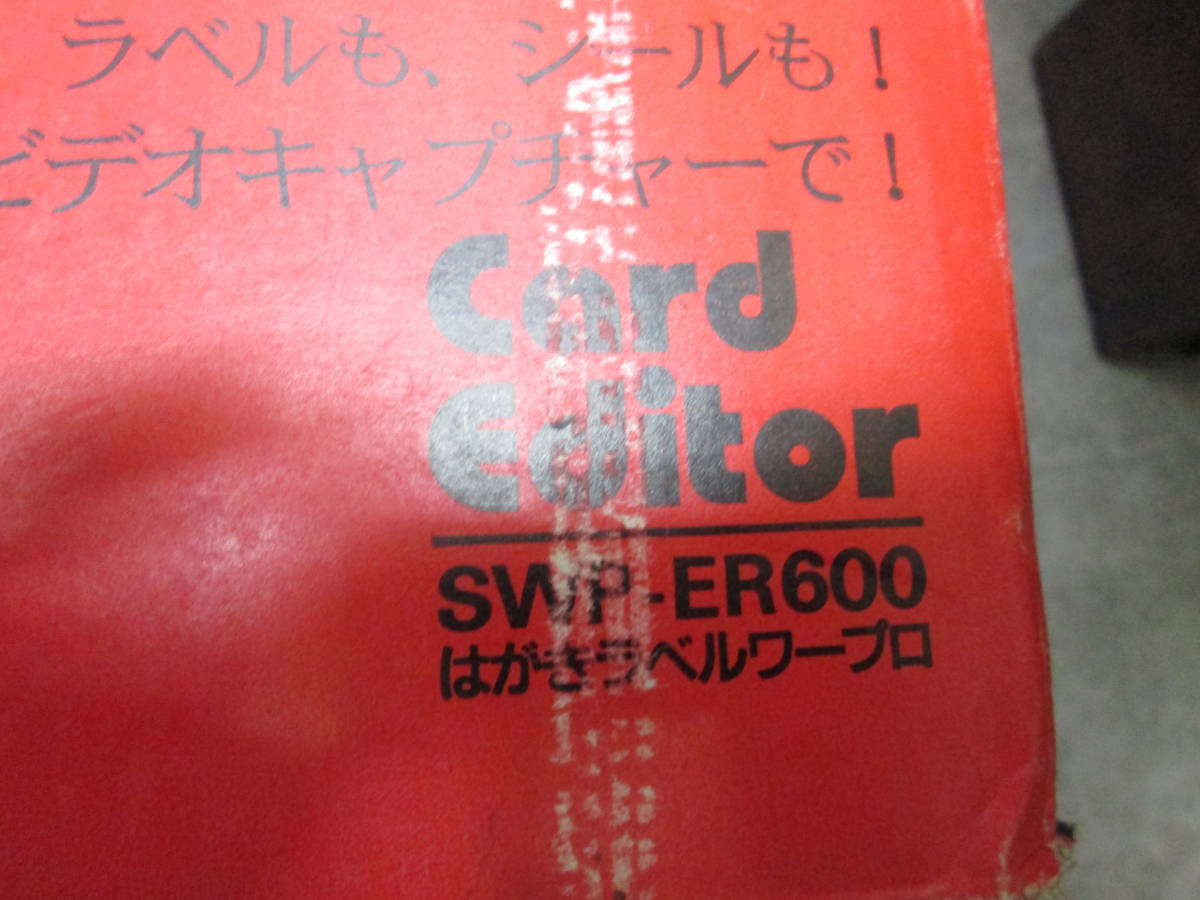 ラベルも、シールも！
ビデオキャプチャーで！
Card
Editor
SWP-ER600
はがきラベルワープロ